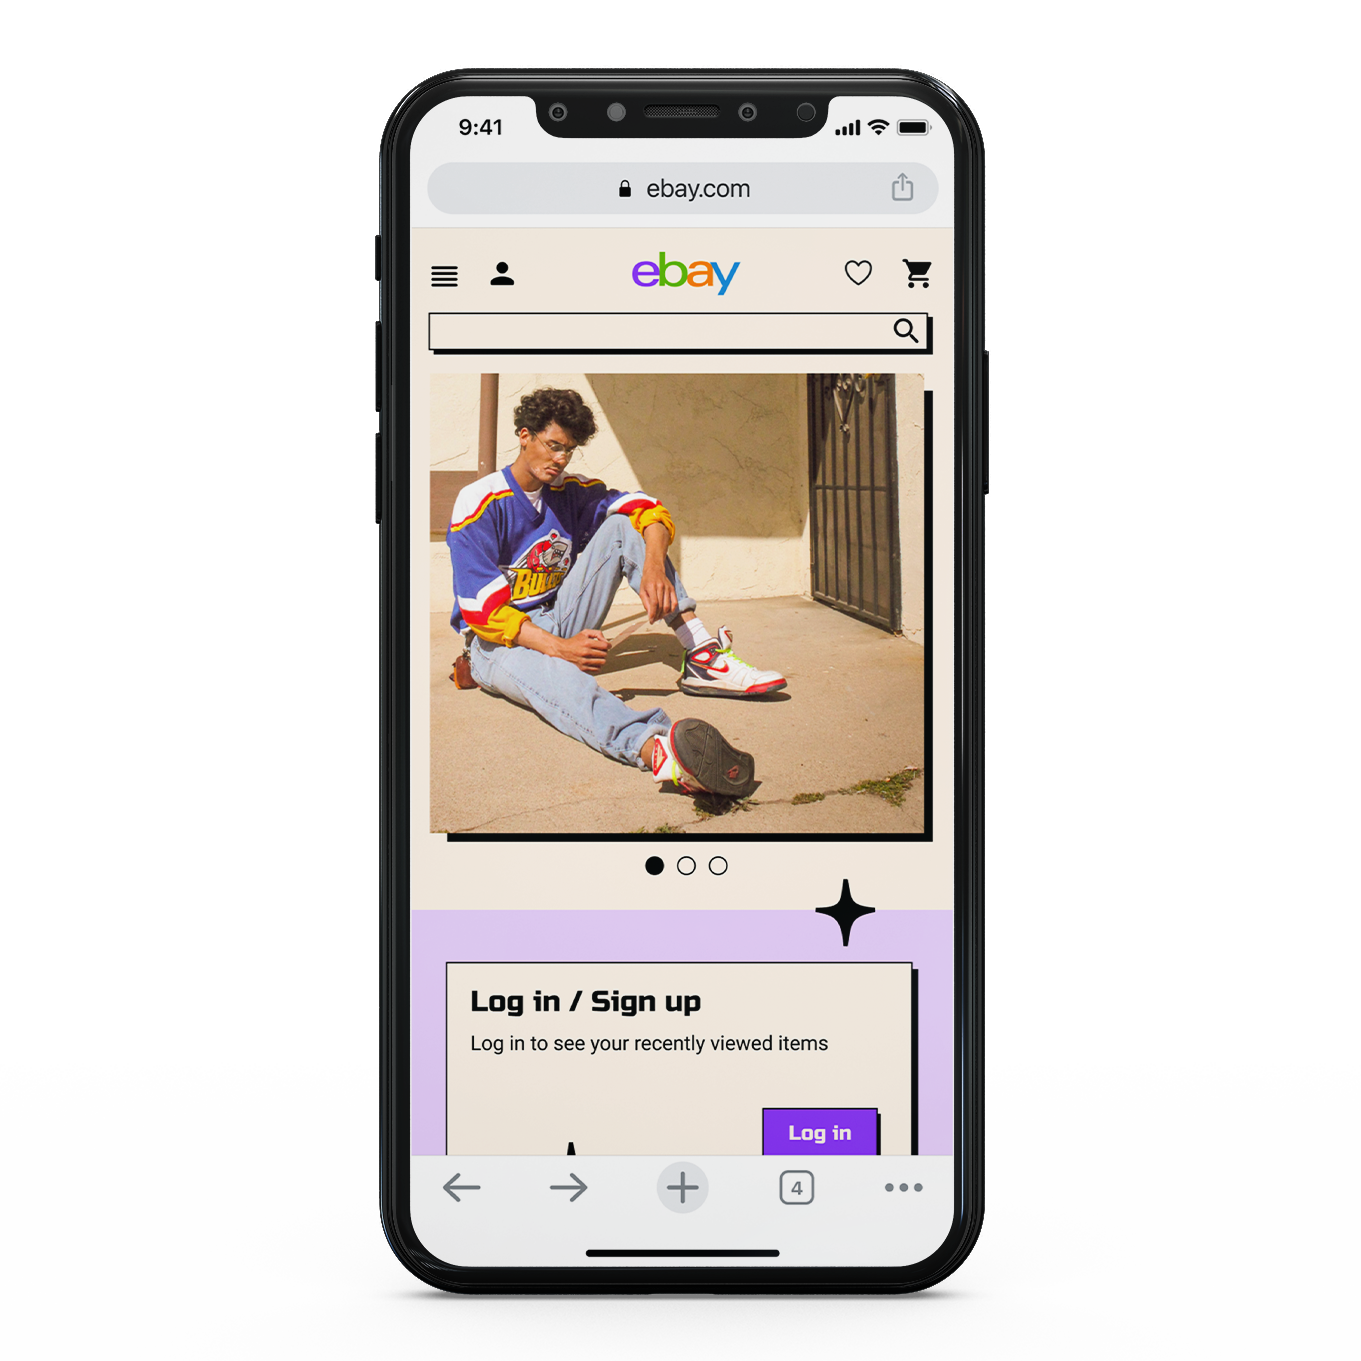 9:41
ebay.com
ebay
Log in / Sign up
Log in to see your recently viewed items
Log in
4